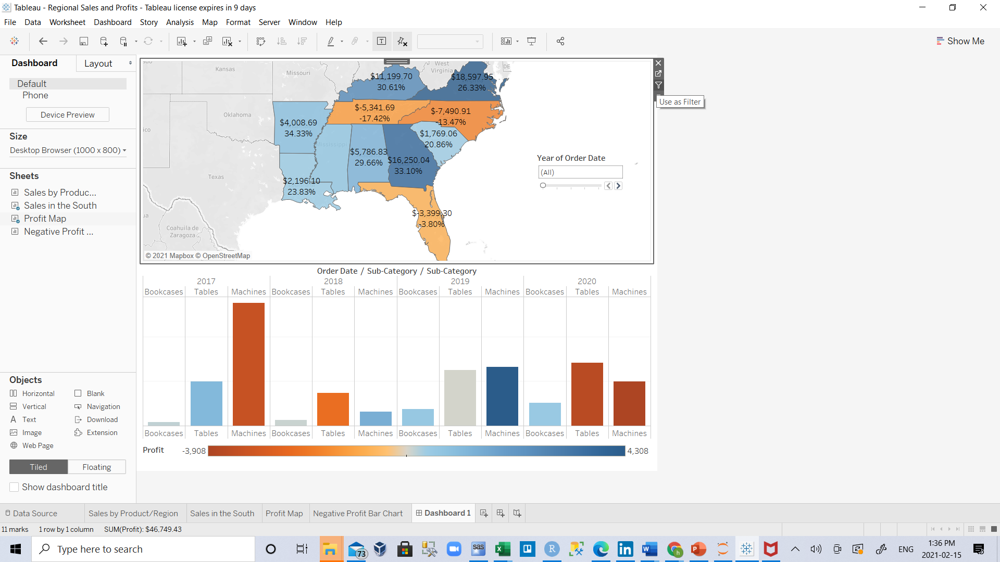 Tableau - Regional Sales and Profits - Tableau license expires in 9 days
File Data Worksheet Dashboard Story Analysis Map Format Server Window Help
Show Me
Dashboard Layout
Default
Phone
Device Preview
Size
Desktop Browser (1000 x 800)
Sheets
Sales by Produc...
Sales in the South
Profit Map
Negative Profit ...
Objects
Horizontal Blank
Vertical Navigation
Text Download
Image Extension
Web Page
Tiled Floating
Show dashboard title
Kansas
Missouri
West
Virginia
DE
Oklahoma
Texas
Mississippi
Coahuila de
Zaragoza
$11,199.70
30.61%
$18,597.95
26.33%
$-5,341.69
-17.42%
$-7,490.91
-13.47%
$4,008.69
34.33%
$1,769.06
20.86%
$5,786.83
29.66%
$16,250.04
33.10%
$2,196.10
23.83%
$-3,399.30
-3.80%
© 2021 Mapbox © OpenStreetMap
Use as Filter
Year of Order Date
(All)
Order Date / Sub-Category / Sub-Category
2017 2018 2019 2020
Bookcases Tables Machines Bookcases Tables Machines Bookcases Tables Machines Bookcases Tables Machines
Bookcases Tables Machines Bookcases Tables Machines Bookcases Tables Machines Bookcases Tables Machines
Profit -3,908 4,308
Data Source Sales by Product/Region Sales in the South Profit Map Negative Profit Bar Chart Dashboard 1
11 marks 1 row by 1 column SUM(Profit): $46,749.43
Type here to search
73
sas
ENG
1:36 PM
2021-02-15